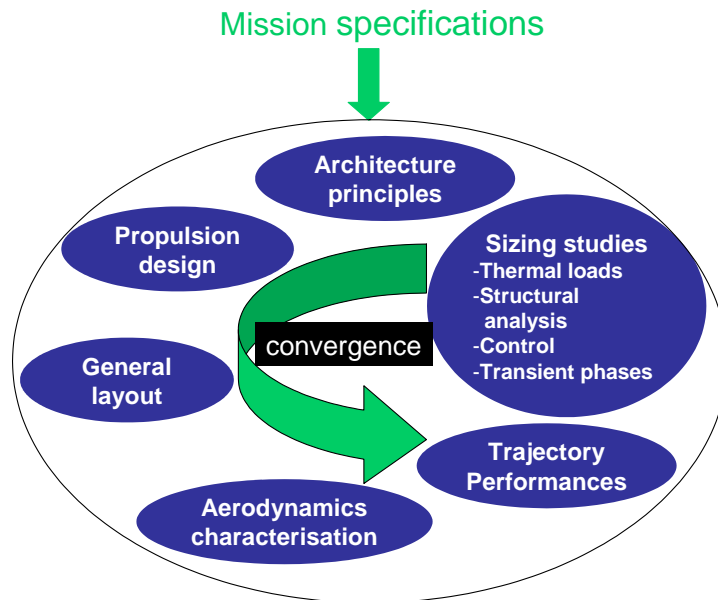 Mission specifications
Architecture
principles
Propulsion
design
Sizing studies
-Thermal loads
-Structural
analysis
-Control
-Transient phases
convergence
General
layout
Trajectory
Performances
Aerodynamics
characterisation